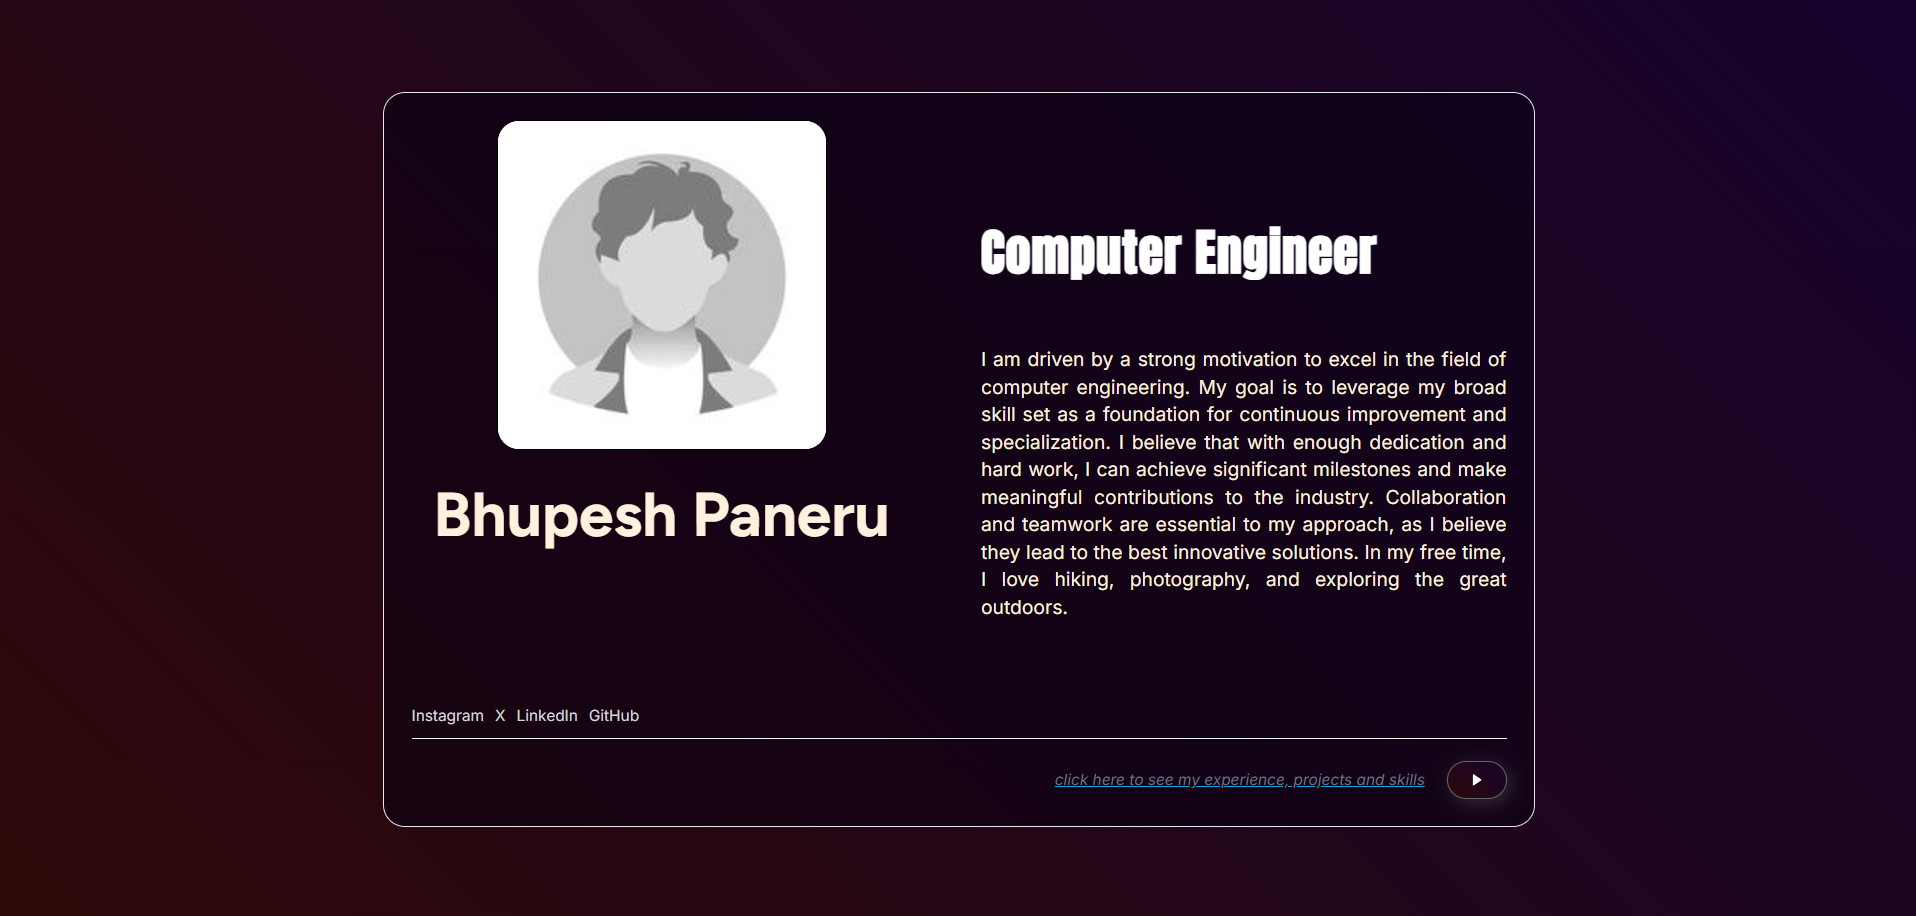 Bhupesh Paneru
Computer Engineer
I am driven by a strong motivation to excel in the field of
computer engineering. My goal is to leverage my broad
skill set as a foundation for continuous improvement and
specialization. I believe that with enough dedication and
hard work, I can achieve significant milestones and make
meaningful contributions to the industry. Collaboration
and teamwork are essential to my approach, as I believe
they lead to the best innovative solutions. In my free time,
I love hiking, photography, and exploring the great
outdoors.
Instagram X LinkedIn GitHub
click here to see my experience, projects and skills